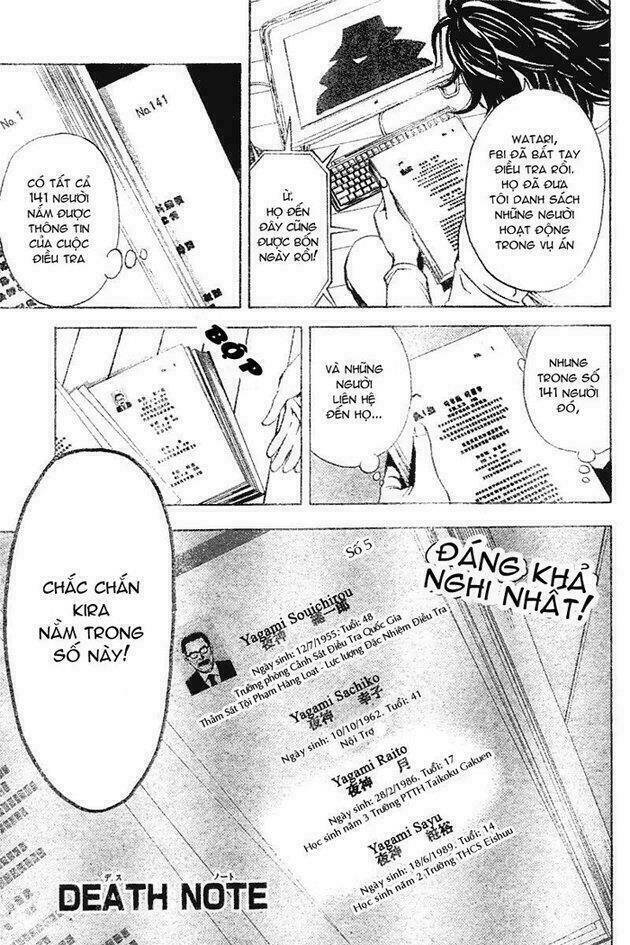 WATARI,
FBI ĐÃ BẮT TAY
ĐIỀU TRA RỒI.
HỌ ĐÃ ĐƯA
TÔI DANH SÁCH
NHỮNG NGƯỜI
HOẠT ĐỘNG
TRONG VỤ ÁN
Ừ,
HỌ ĐẾN
ĐÂY CŨNG
ĐƯỢC BỐN
NGÀY RỒI!
No.141
No.1
CÓ TẤT CẢ
141 NGƯỜI
NẮM ĐƯỢC
THÔNG TIN
CỦA CUỘC
ĐIỀU TRA
NHƯNG
TRONG SỐ
141 NGƯỜI
ĐÓ,
VÀ NHỮNG
NGƯỜI
LIÊN HỆ
ĐẾN HỌ...
BỘP
ĐÁNG KHẢ
NGHI NHẤT!
CHẮC CHẮN
KIRA
NẰM TRONG
SỐ NÀY!
Số 5
Yagami Souichirou
夜神 総一郎
Ngày sinh: 12/7/1955: Tuổi: 48
Trưởng phòng Cảnh Sát Điều Tra Quốc Gia
Thảm Sát Tội Phạm Hàng Loạt - Lực lượng Đặc Nhiệm Điều Tra
Yagami Sachiko
夜神 幸子
Ngày sinh: 10/10/1962. Tuổi: 41
Nội Trợ
Yagami Raito
夜神 月
Ngày sinh: 28/2/1986. Tuổi: 17
Học sinh năm 3 Trường PTTH Taikoku Gakuen
Yagami Sayu
夜神 粧裕
Ngày sinh: 18/6/1989. Tuổi: 14
Học sinh năm 2 Trường THCS Eishuu
デス ノート
DEATH NOTE